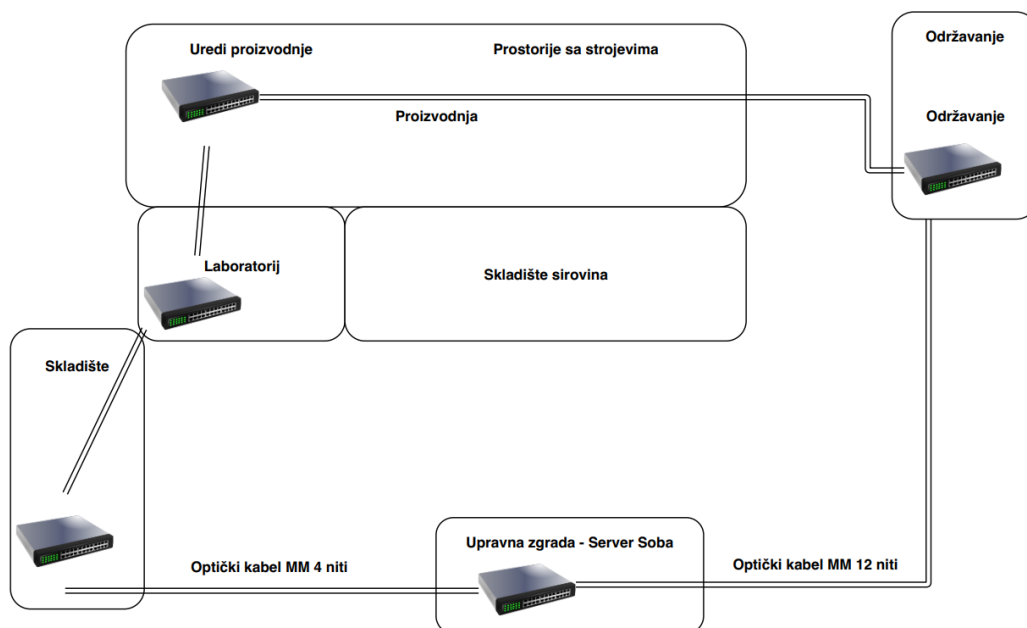 Uredi proizvodnje
Prostorije sa strojevima
Održavanje
Proizvodnja
Održavanje
Laboratorij
Skladište sirovina
Skladište
Upravna zgrada - Server Soba
Optički kabel MM 4 niti
Optički kabel MM 12 niti